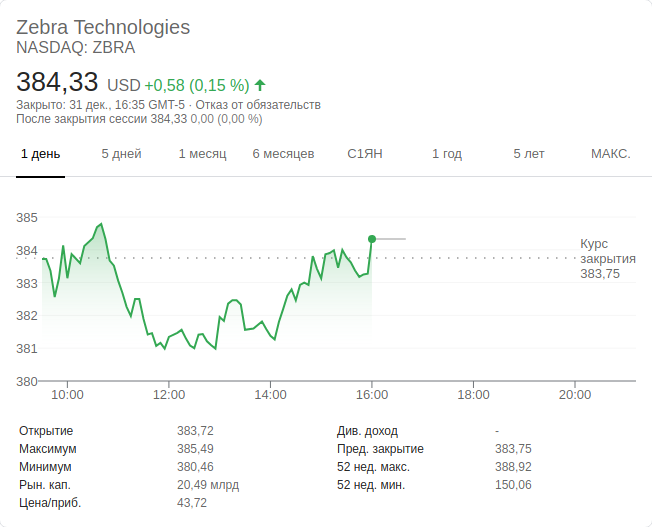 Zebra Technologies
NASDAQ: ZBRA
384,33 USD +0,58 (0,15 %)
Закрыто: 31 дек., 16:35 GMT-5 · Отказ от обязательств
После закрытия сессии 384,33 0,00 (0,00 %)
1 день 5 дней 1 месяц 6 месяцев С1ЯН 1 год 5 лет МАКС.
385
384
383
382
381
380
Курс
закрытия
383,75
10:00 12:00 14:00 16:00 18:00 20:00
Открытие 383,72 Див. доход -
Максимум 385,49 Пред. закрытие 383,75
Минимум 380,46 52 нед. макс. 388,92
Рын. кап. 20,49 млрд 52 нед. мин. 150,06
Цена/приб. 43,72